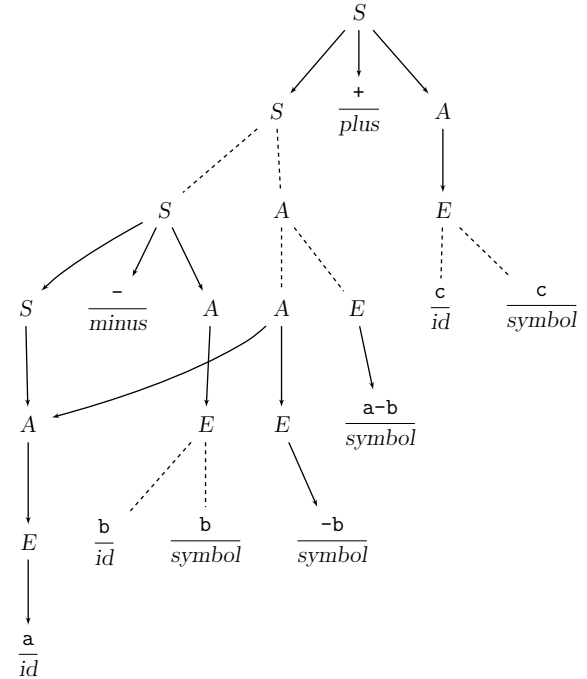 S
+
plus
S A
S A E
S - minus A A E c id c symbol
a-b
symbol
A E E
b id b symbol -b symbol
E
a
id